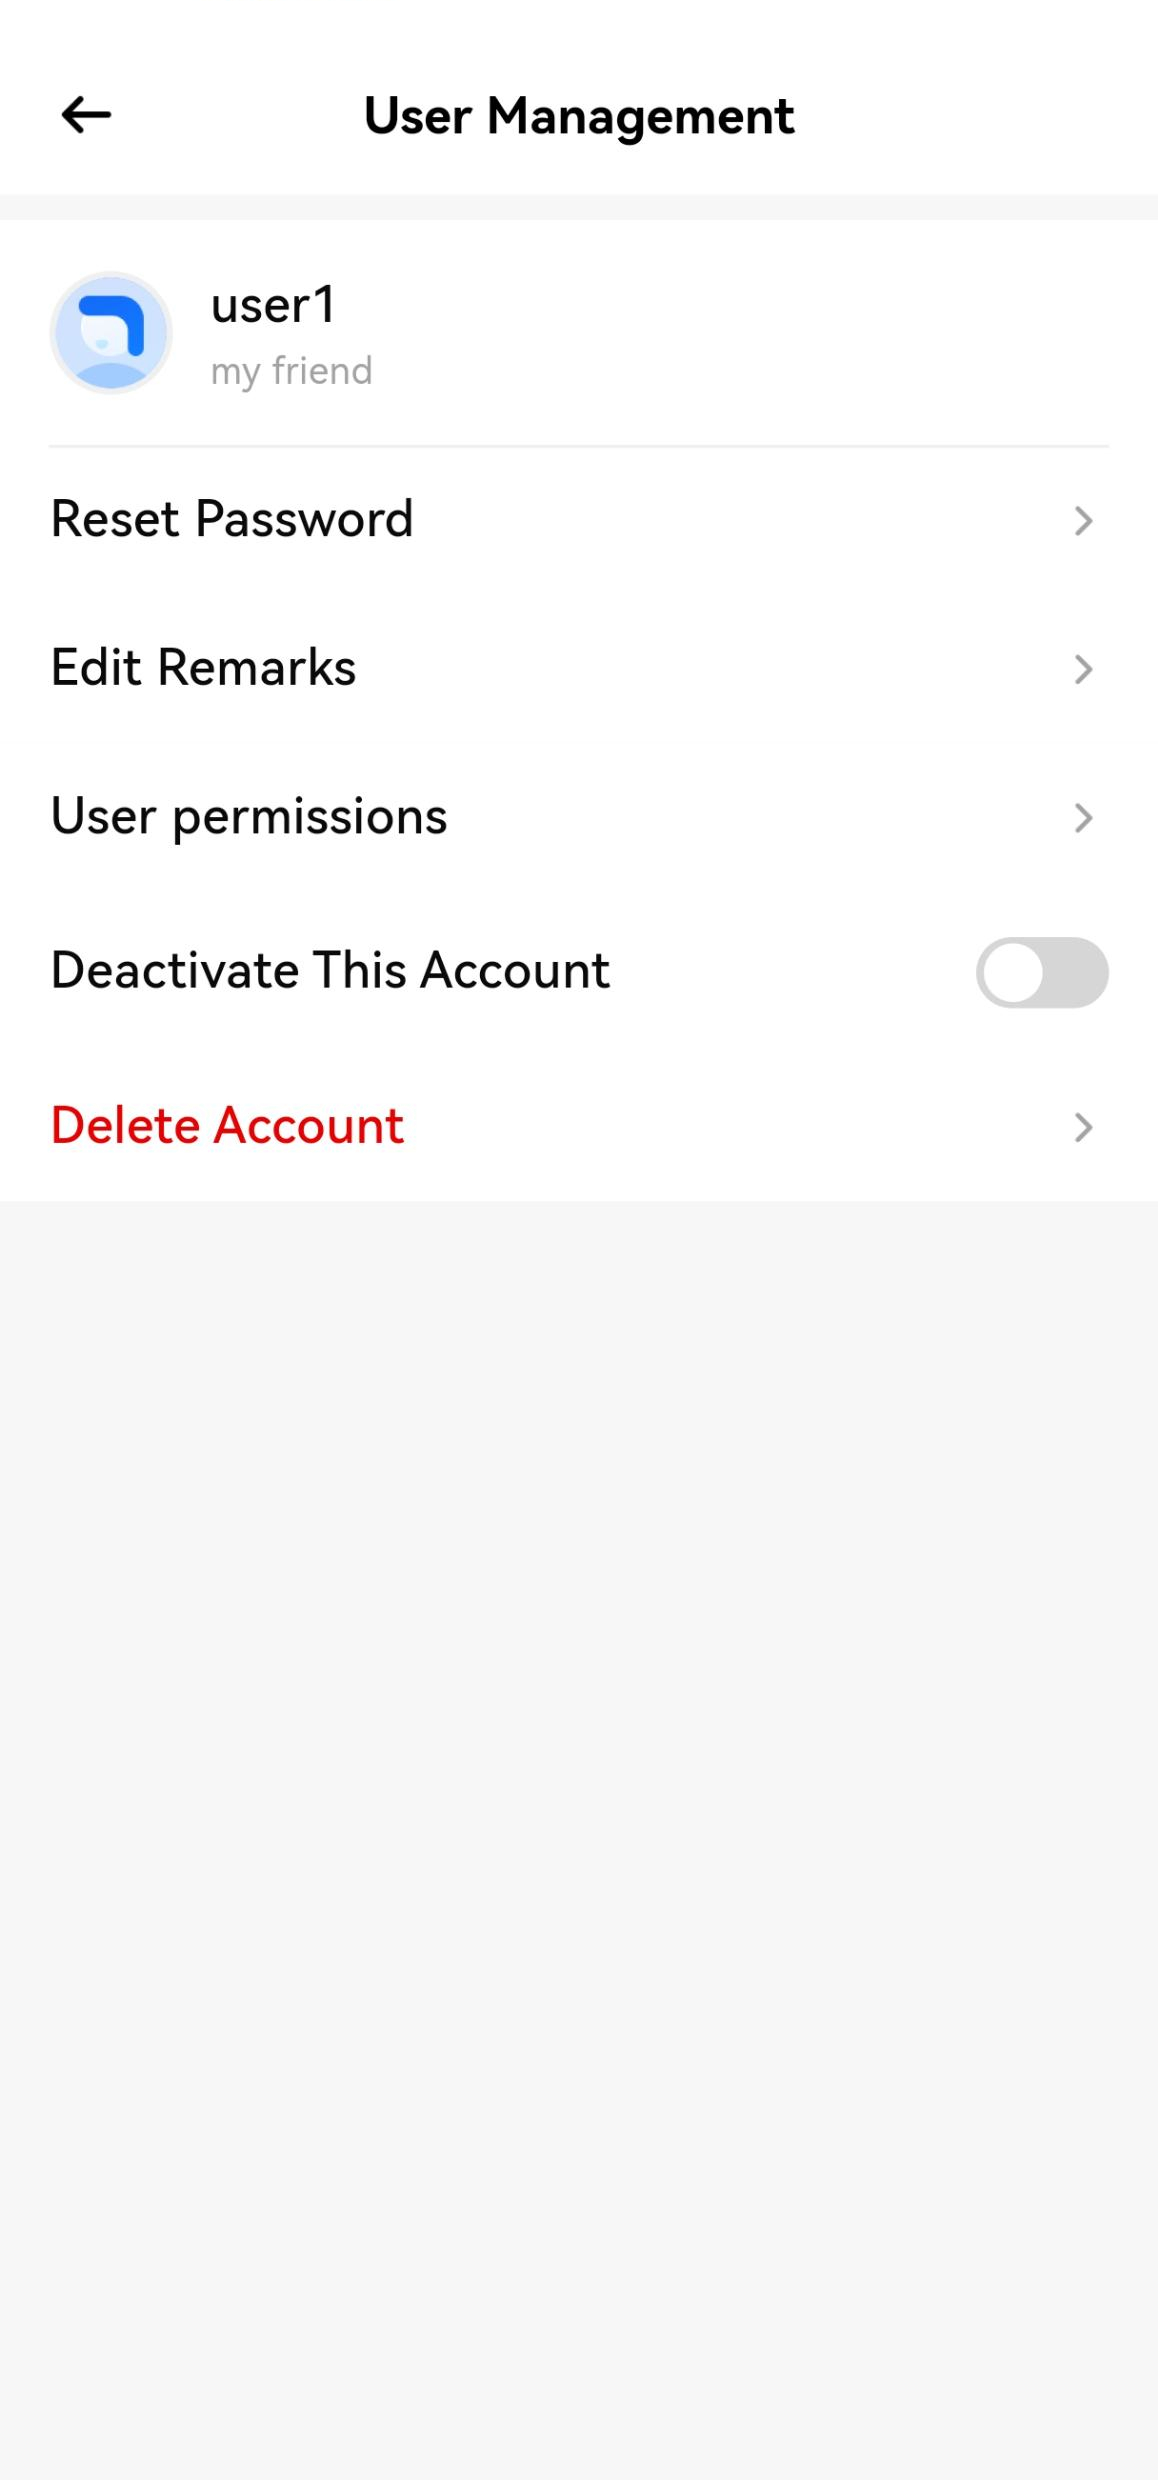 User Management
user1
my friend
Reset Password
Edit Remarks
User permissions
Deactivate This Account
Delete Account